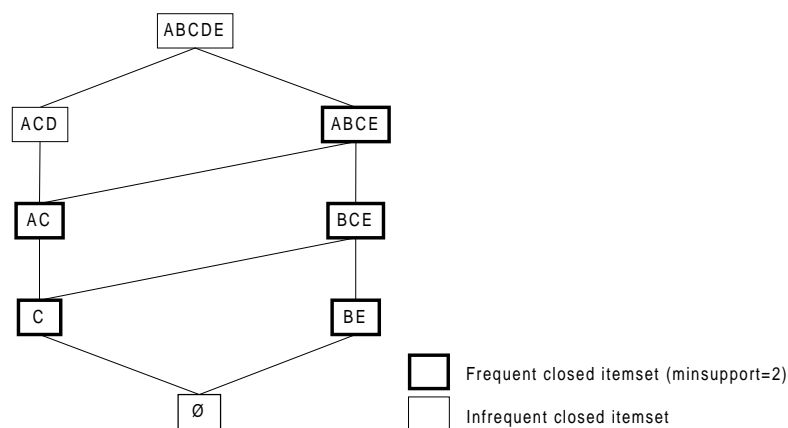 ABCDE
ACD
ABCE
AC
BCE
C
BE
Ø
Frequent closed itemset (minsupport=2)
Infrequent closed itemset